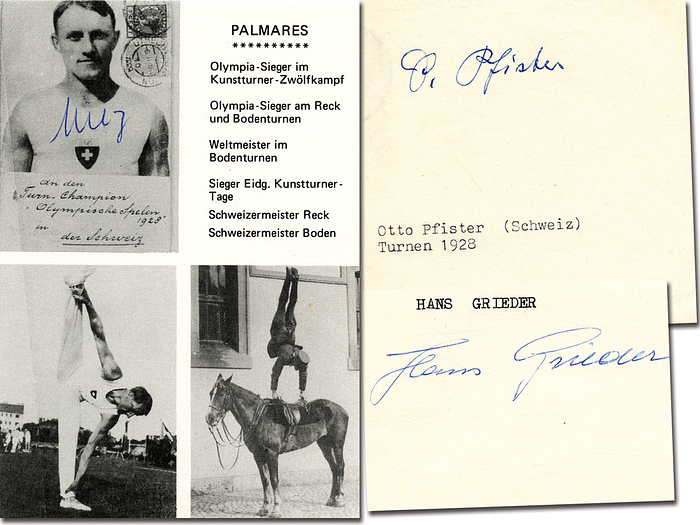 PALMARES
**********
Olympia-Sieger im
Kunstturner-Zwölfkampf
Olympia-Sieger am Reck
und Bodenturnen
Weltmeister im
Bodenturnen
Sieger Eidg. Kunstturner-
Tage
Schweizermeister Reck
Schweizermeister Boden
an den
Turn. Champion
Olympische Spelen
1928
in
der Schweiz
O. Pfister
Otto Pfister (Schweiz)
Turnen 1928
HANS GRIEDER
Hans Grieder